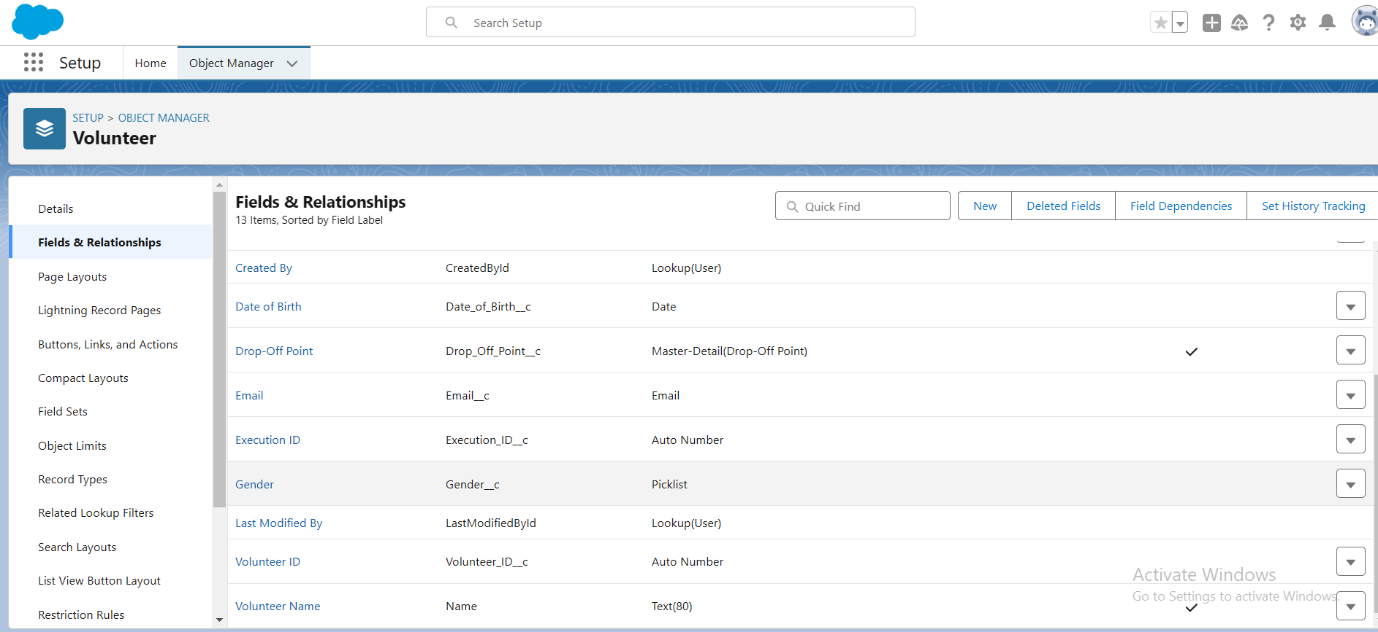 Search Setup
Setup
Home
Object Manager
SETUP > OBJECT MANAGER
Volunteer
Details
Fields & Relationships
Page Layouts
Lightning Record Pages
Buttons, Links, and Actions
Compact Layouts
Field Sets
Object Limits
Record Types
Related Lookup Filters
Search Layouts
List View Button Layout
Restriction Rules
Fields & Relationships
13 Items, Sorted by Field Label
Quick Find
New
Deleted Fields
Field Dependencies
Set History Tracking
Created By CreatedById Lookup(User)
Date of Birth Date_of_Birth__c Date
Drop-Off Point Drop_Off_Point__c Master-Detail(Drop-Off Point)
Email Email__c Email
Execution ID Execution_ID__c Auto Number
Gender Gender__c Picklist
Last Modified By LastModifiedById Lookup(User)
Volunteer ID Volunteer_ID__c Auto Number
Volunteer Name Name Text(80)
Activate Windows
Go to Settings to activate Windows.